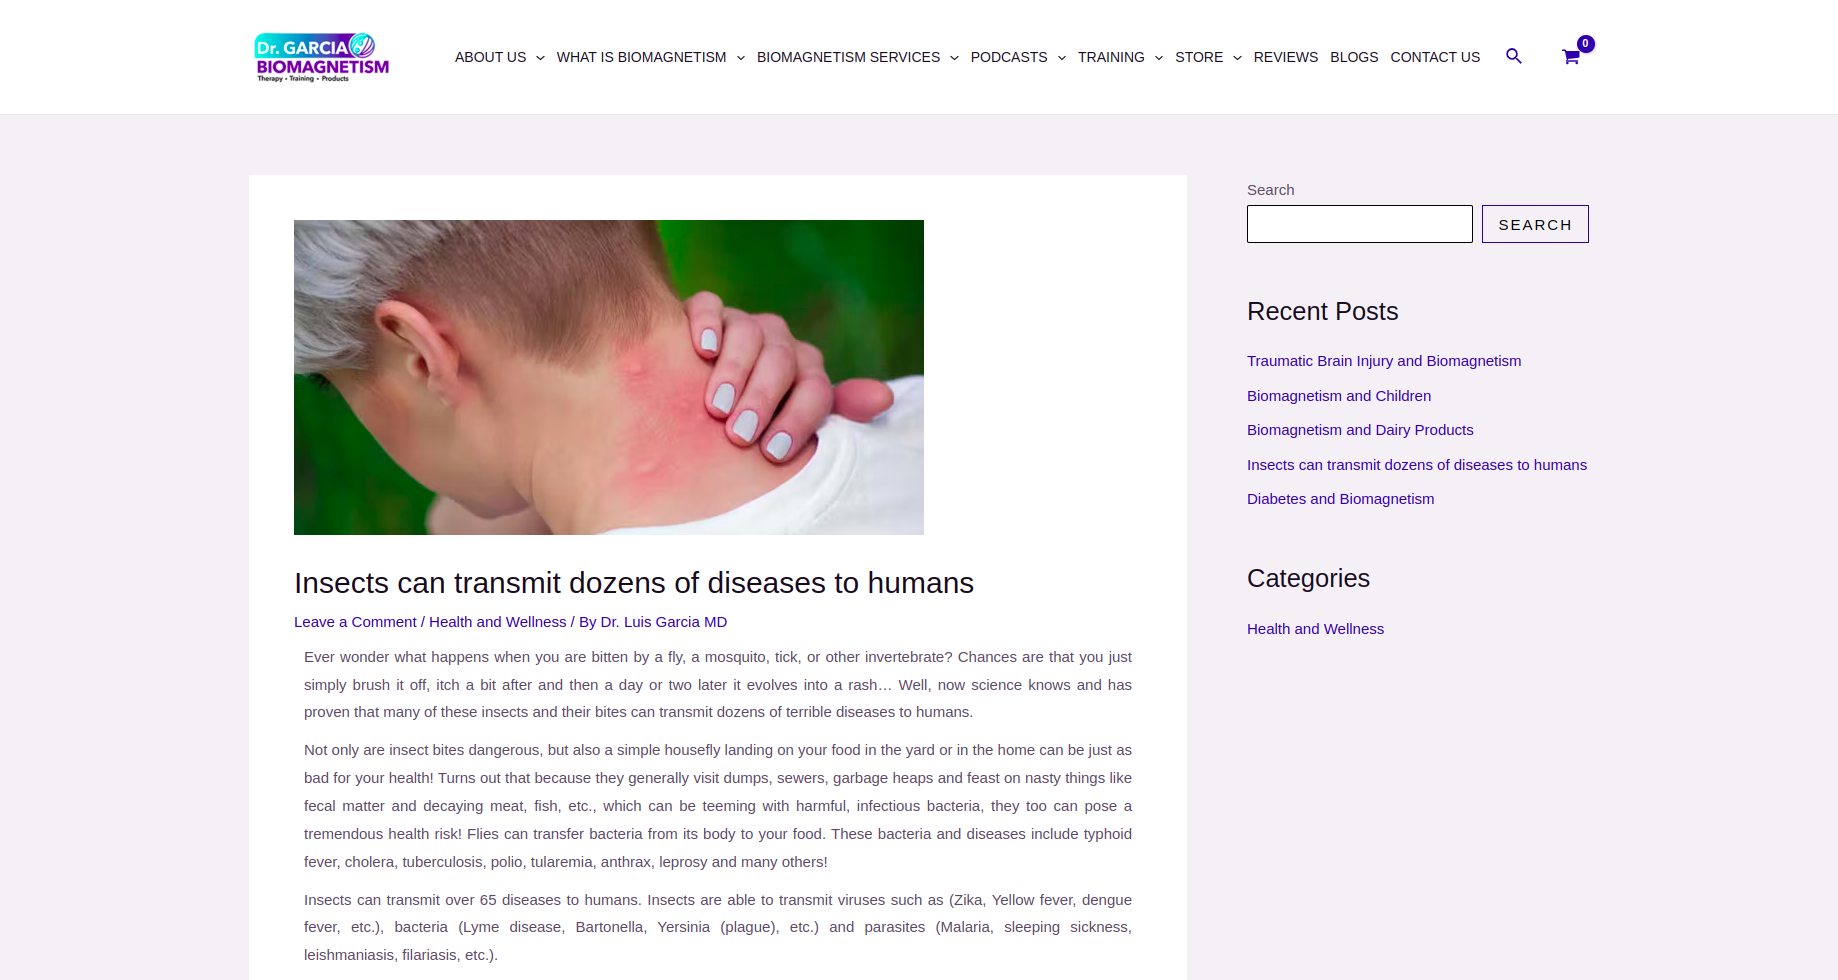 Dr. GARCIA
BIOMAGNETISM
Therapy • Training • Products
ABOUT US WHAT IS BIOMAGNETISM BIOMAGNETISM SERVICES PODCASTS TRAINING STORE REVIEWS BLOGS CONTACT US 0
Insects can transmit dozens of diseases to humans
Leave a Comment / Health and Wellness / By Dr. Luis Garcia MD
Ever wonder what happens when you are bitten by a fly, a mosquito, tick, or other invertebrate? Chances are that you just
simply brush it off, itch a bit after and then a day or two later it evolves into a rash… Well, now science knows and has
proven that many of these insects and their bites can transmit dozens of terrible diseases to humans.
Not only are insect bites dangerous, but also a simple housefly landing on your food in the yard or in the home can be just as
bad for your health! Turns out that because they generally visit dumps, sewers, garbage heaps and feast on nasty things like
fecal matter and decaying meat, fish, etc., which can be teeming with harmful, infectious bacteria, they too can pose a
tremendous health risk! Flies can transfer bacteria from its body to your food. These bacteria and diseases include typhoid
fever, cholera, tuberculosis, polio, tularemia, anthrax, leprosy and many others!
Insects can transmit over 65 diseases to humans. Insects are able to transmit viruses such as (Zika, Yellow fever, dengue
fever, etc.), bacteria (Lyme disease, Bartonella, Yersinia (plague), etc.) and parasites (Malaria, sleeping sickness,
leishmaniasis, filariasis, etc.).
Search
SEARCH
Recent Posts
Traumatic Brain Injury and Biomagnetism
Biomagnetism and Children
Biomagnetism and Dairy Products
Insects can transmit dozens of diseases to humans
Diabetes and Biomagnetism
Categories
Health and Wellness